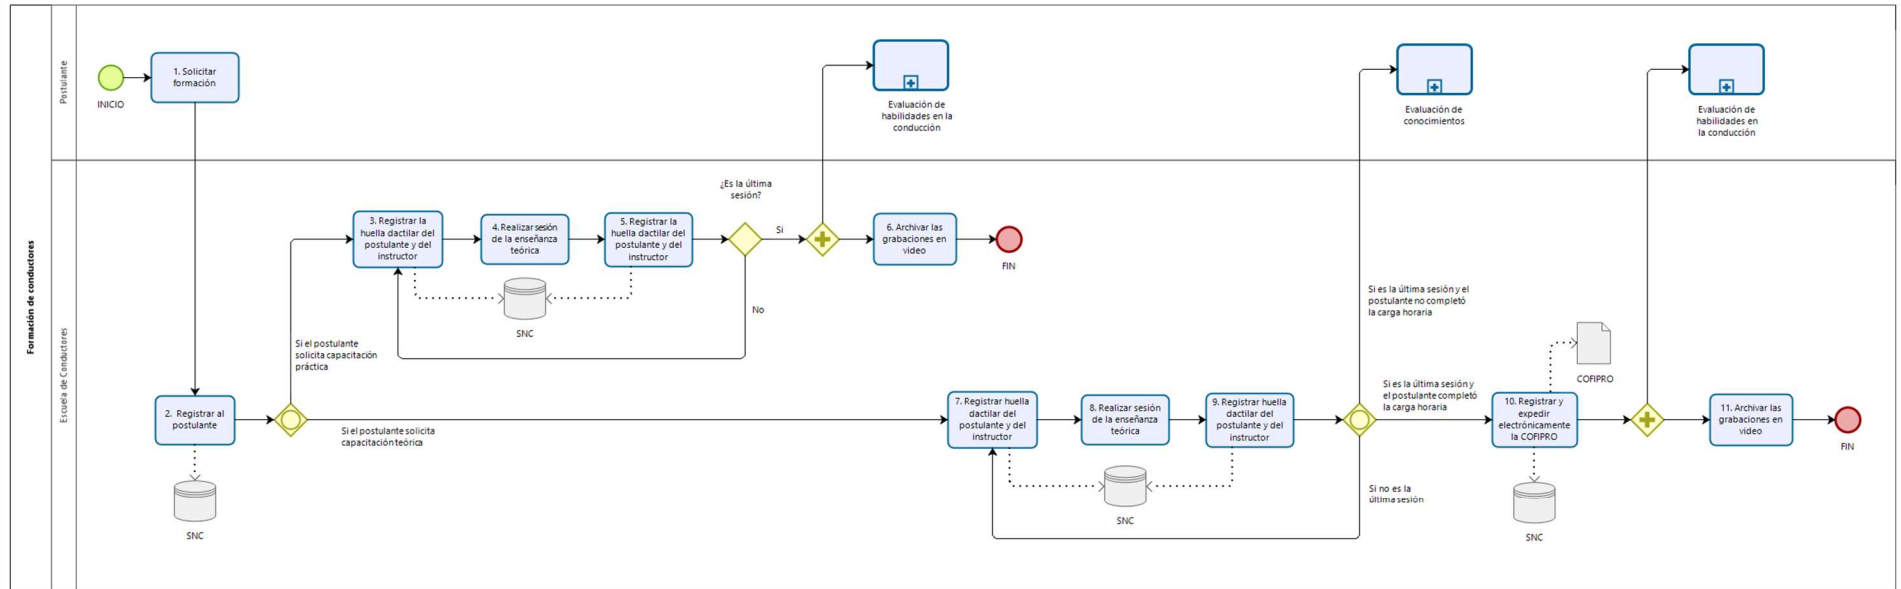 Formación de conductores
Postulante
INICIO
1. Solicitar
formación
Evaluación de
habilidades en la
conducción
Evaluación de
conocimientos
Evaluación de
habilidades en
la conducción
Escuela de Conductores
2. Registrar al
postulante
SNC
Si el postulante
solicita capacitación
práctica
Si el postulante solicita
capacitación teórica
3. Registrar la
huella dactilar del
postulante y del
instructor
4. Realizar sesión
de la enseñanza
teórica
5. Registrar la
huella dactilar del
postulante y del
instructor
SNC
¿Es la última
sesión?
Si
No
6. Archivar las
grabaciones en
video
FIN
7. Registrar huella
dactilar del
postulante y del
instructor
8. Realizar sesión
de la enseñanza
teórica
9. Registrar huella
dactilar del
postulante y del
instructor
SNC
Si es la última sesión y el
postulante no completó
la carga horaria
Si es la última sesión y
el postulante completó
la carga horaria
Si no es la
última sesión
10. Registrar y
expedir
electrónicamente
la COFIPRO
COFIPRO
SNC
11. Archivar las
grabaciones en
video
FIN